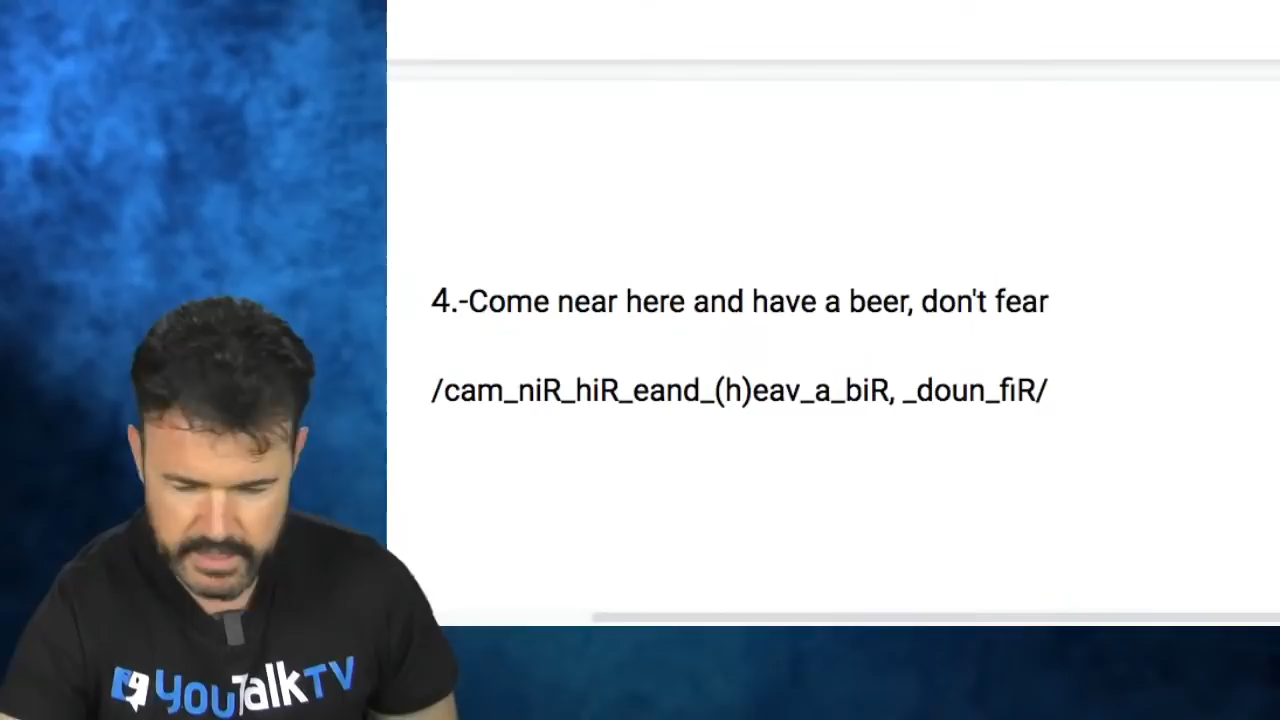 4.-Come near here and have a beer, don't fear
/cam_niR_hiR_eand_(h)eav_a_biR, _doun_fiR/
YouTalkTV